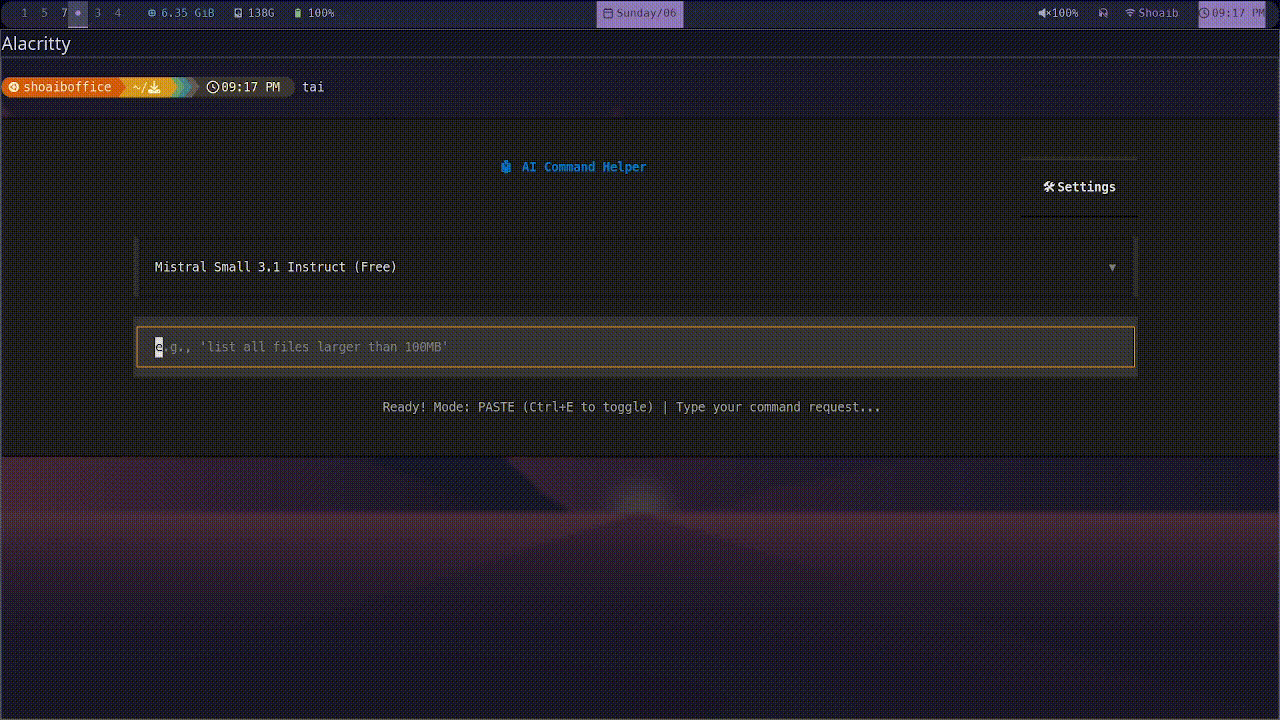 1 5 7 3 4 6.35 GiB 138G 100% Sunday/06 100% Shoaib 09:17 PM
Alacritty
shoaiboffice ~/ 09:17 PM tai
AI Command Helper
Settings
Mistral Small 3.1 Instruct (Free)
e.g., 'list all files larger than 100MB'
Ready! Mode: PASTE (Ctrl+E to toggle) | Type your command request...